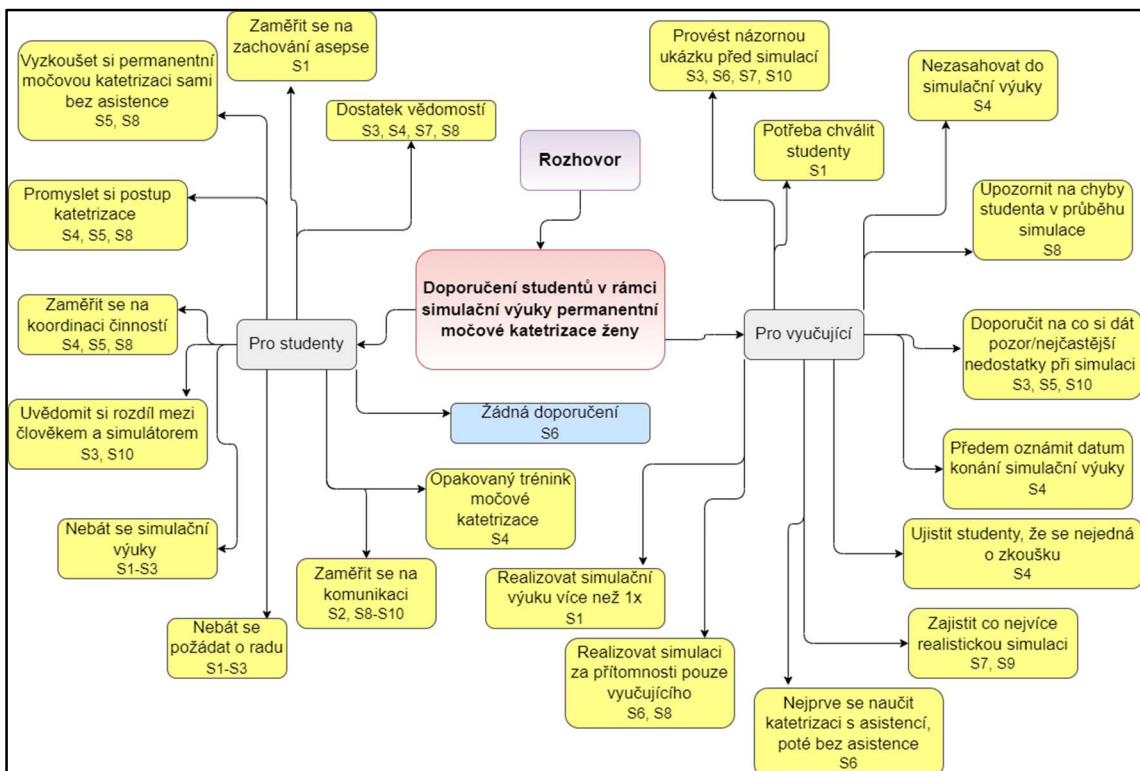 Zaměřit se na
zachování asepse
S1
Vyzkoušet si permanentní
močovou katetrizaci sami
bez asistence
S5, S8
Dostatek vědomostí
S3, S4, S7, S8
Promyslet si postup
katetrizace
S4, S5, S8
Zaměřit se na
koordinaci činností
S4, S5, S8
Pro studenty
Uvědomit si rozdíl mezi
člověkem a simulátorem
S3, S10
Nebát se simulační
výuky
S1-S3
Nebát se
požádat o radu
S1-S3
Zaměřit se na
komunikaci
S2, S8-S10
Opakovaný trénink
močové
katetrizace
S4
Žádná doporučení
S6
Rozhovor
Doporučení studentů v rámci
simulační výuky permanentní
močové katetrizace ženy
Provést názornou
ukázku před simulací
S3, S6, S7, S10
Potřeba chválit
studenty
S1
Nezasahovat do
simulační výuky
S4
Upozornit na chyby
studenta v průběhu
simulace
S8
Pro vyučující
Doporučit na co si dát
pozor/nejčastější
nedostatky při simulaci
S3, S5, S10
Předem oznámit datum
konání simulační výuky
S4
Ujistit studenty, že se nejedná
o zkoušku
S4
Zajistit co nejvíce
realistickou simulaci
S7, S9
Nejprve se naučit
katetrizaci s asistencí,
poté bez asistence
S6
Realizovat simulační
výuku více než 1x
S1
Realizovat simulaci
za přítomnosti pouze
vyučujícího
S6, S8